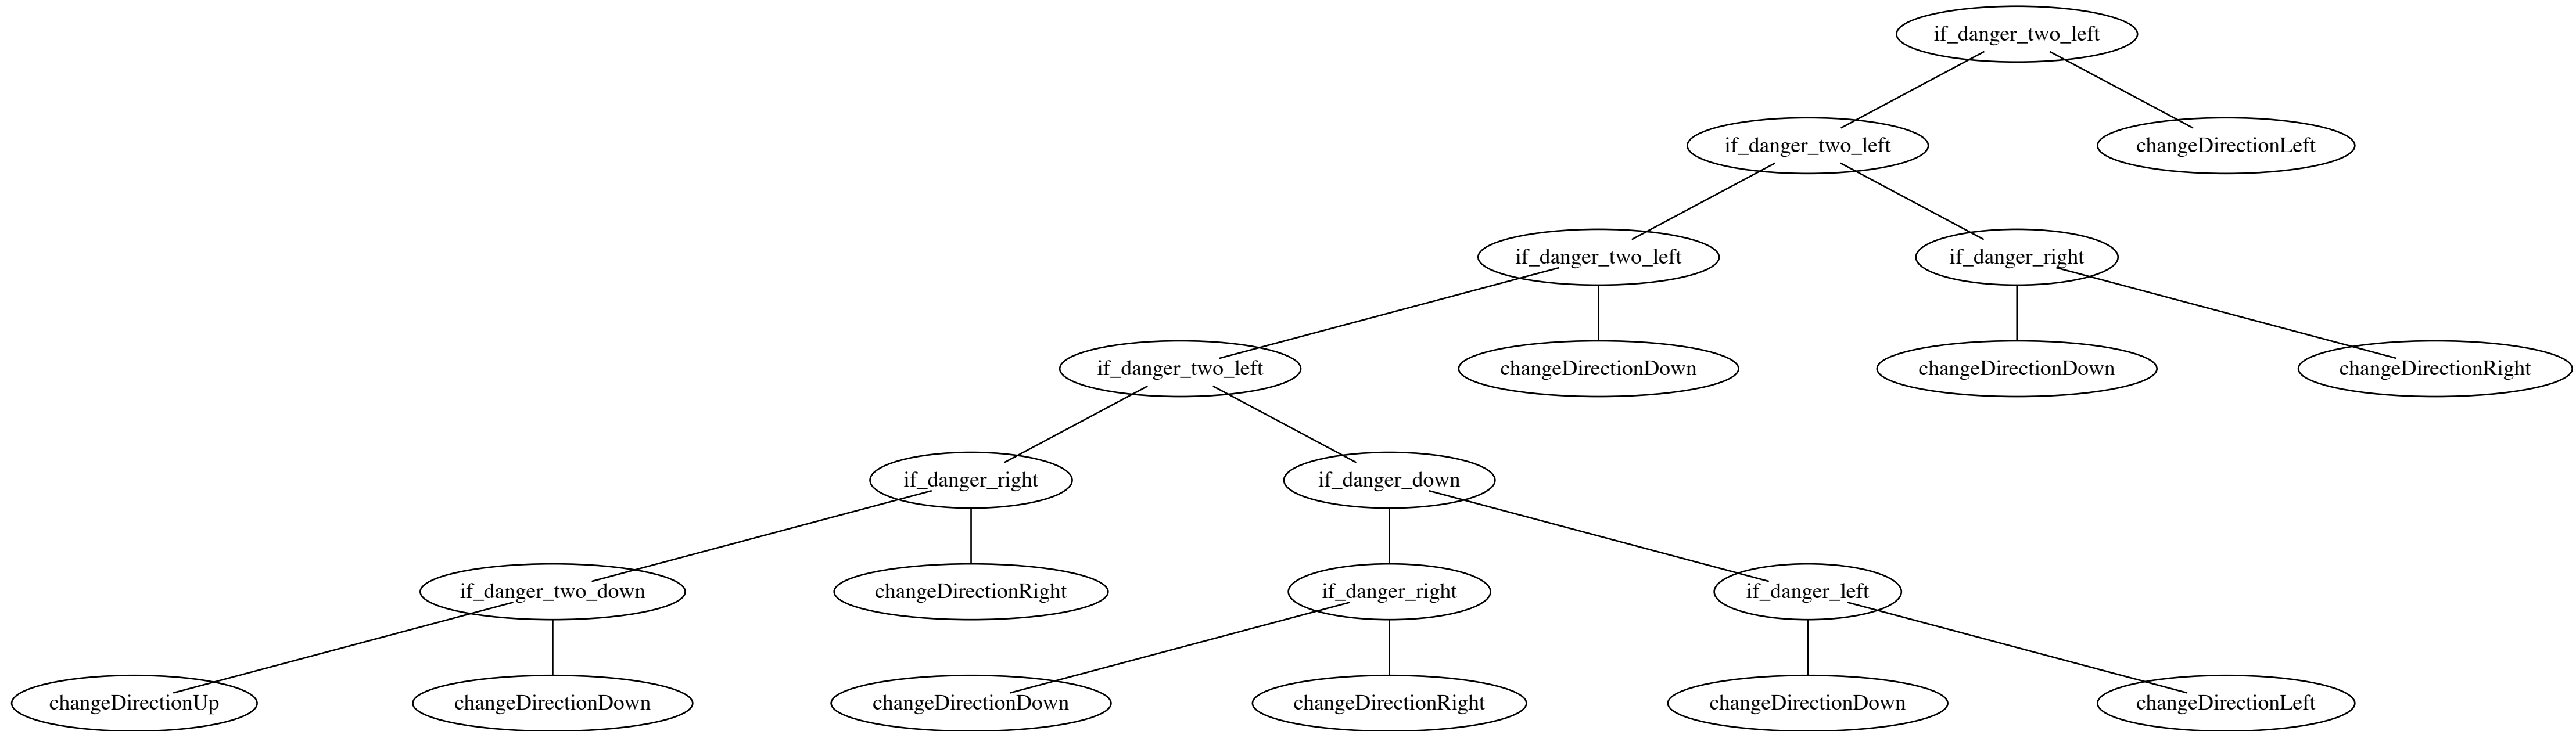 if_danger_two_left
if_danger_two_left
changeDirectionLeft
if_danger_two_left
if_danger_right
if_danger_two_left
changeDirectionDown
changeDirectionDown
changeDirectionRight
if_danger_right
if_danger_down
if_danger_two_down
changeDirectionRight
if_danger_right
if_danger_left
changeDirectionUp
changeDirectionDown
changeDirectionDown
changeDirectionRight
changeDirectionDown
changeDirectionLeft